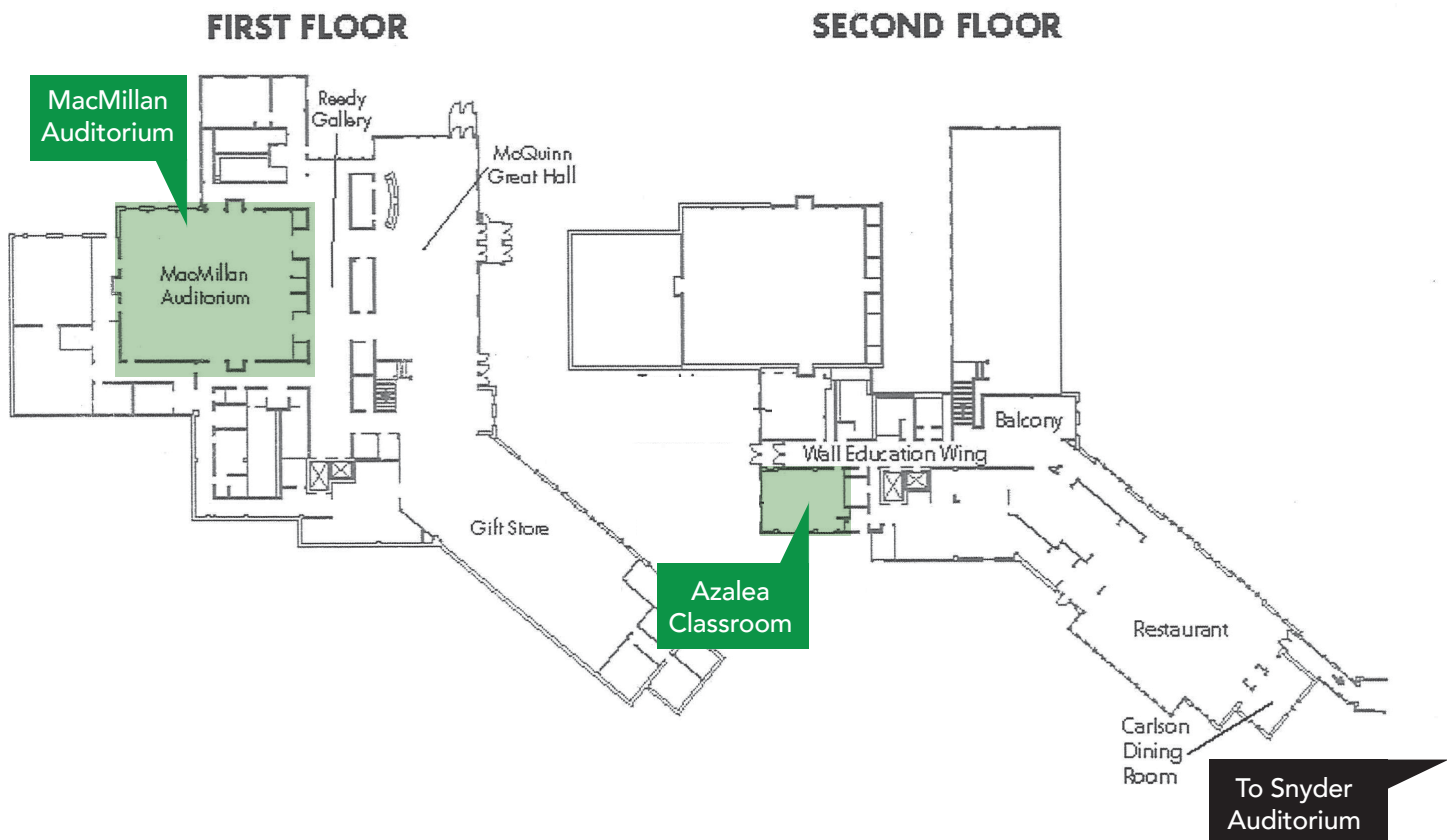 FIRST FLOOR
SECOND FLOOR
MacMillan
Auditorium
Reedy
Gallery
McQuinn
Great Hall
MacMillan
Auditorium
Gift Store
Balcony
Wall Education Wing
Azalea
Classroom
Restaurant
Carlson
Dining
Room
To Snyder
Auditorium